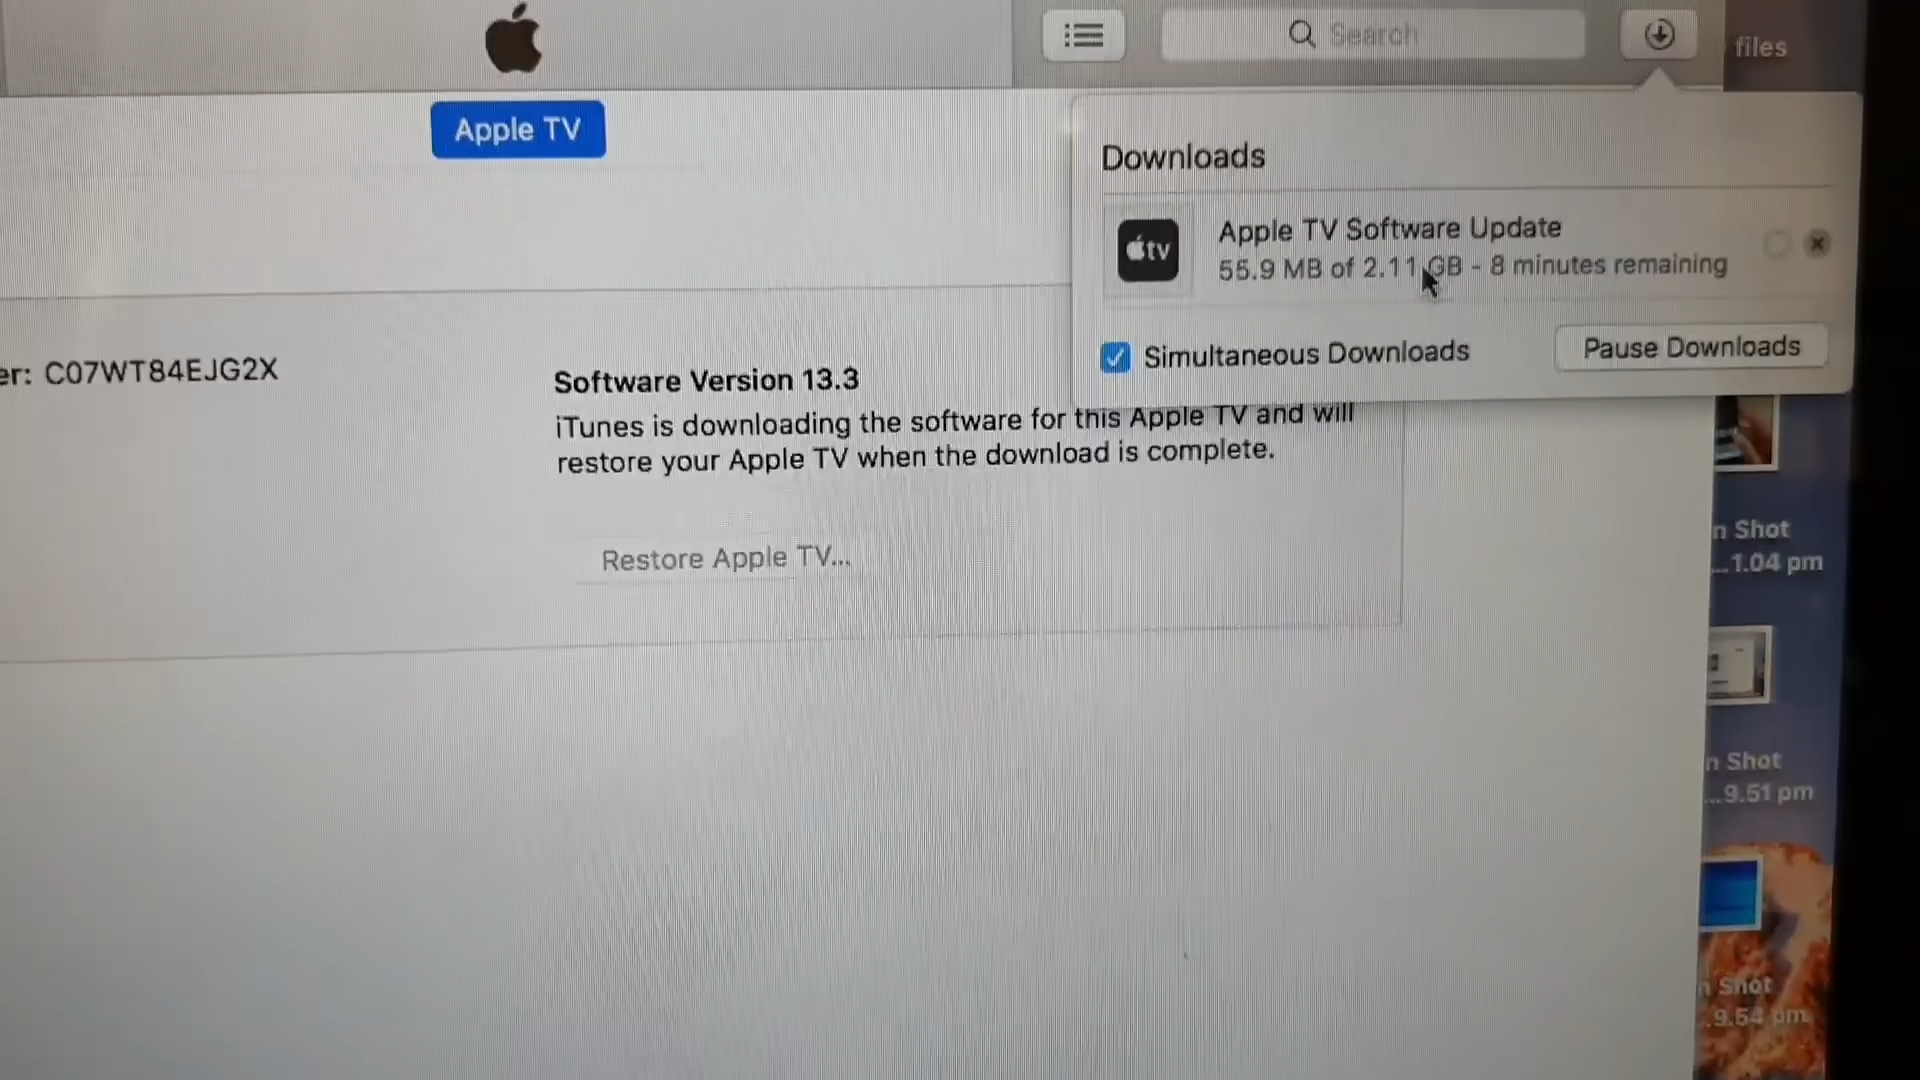 Search
files
Apple TV
Downloads
tv
Apple TV Software Update
55.9 MB of 2.11 GB - 8 minutes remaining
Simultaneous Downloads
Pause Downloads
er: C07WT84EJG2X
Software Version 13.3
iTunes is downloading the software for this Apple TV and will
restore your Apple TV when the download is complete.
Restore Apple TV...
n Shot
...1.04 pm
n Shot
...9.51 pm
n Shot
...9.54 pm